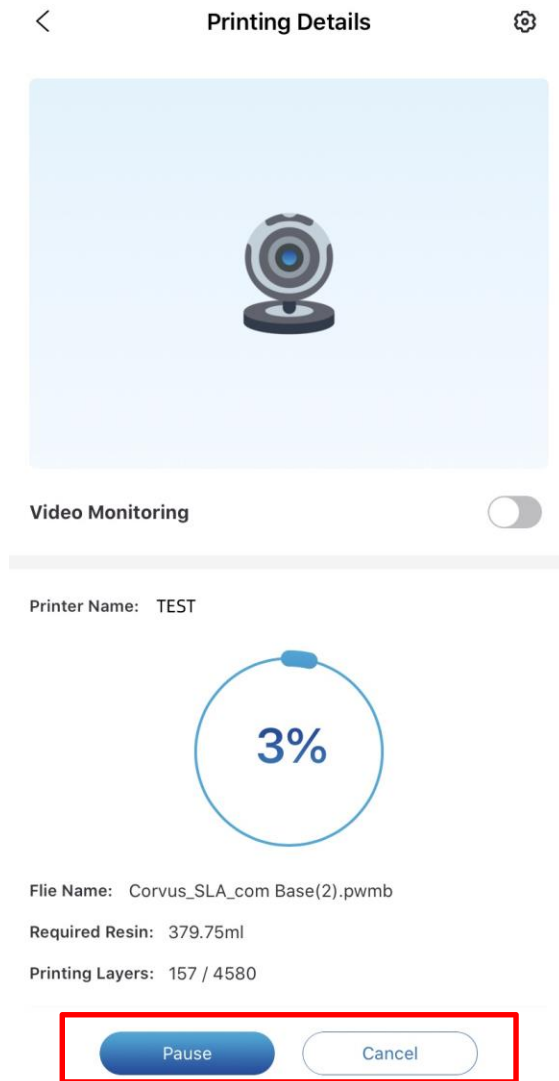 Printing Details
Video Monitoring
Printer Name: TEST
3%
Flie Name: Corvus_SLA_com Base(2).pwmb
Required Resin: 379.75ml
Printing Layers: 157 / 4580
Pause Cancel